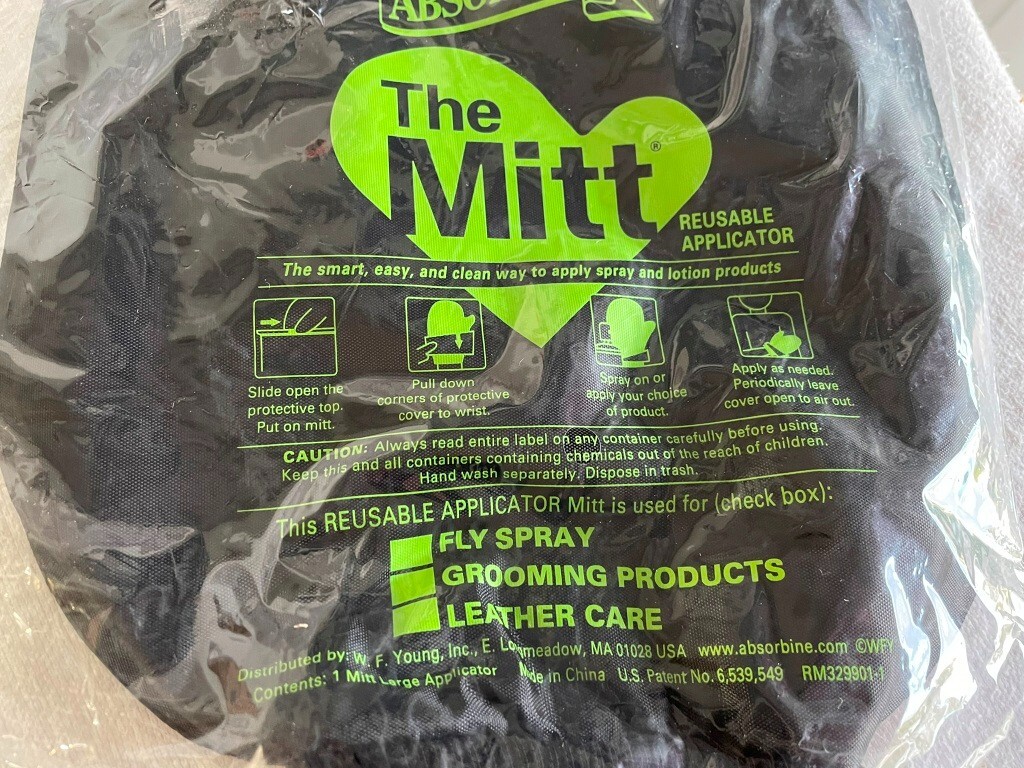 The
Mitt®
REUSABLE
APPLICATOR
The smart, easy, and clean way to apply spray and lotion products
Slide open the
protective top.
Put on mitt.
Pull down
corners of protective
cover to wrist.
Spray on or
apply your choice
of product.
Apply as needed.
Periodically leave
cover open to air out.
CAUTION: Always read entire label on any container carefully before using.
Keep this and all containers containing chemicals out of the reach of children.
Hand wash separately. Dispose in trash.
This REUSABLE APPLICATOR Mitt is used for (check box):
FLY SPRAY
GROOMING PRODUCTS
LEATHER CARE
Distributed by: W. F. Young, Inc., E. Longmeadow, MA 01028 USA www.absorbine.com ©WFY
Contents: 1 Mitt Large Applicator Made in China U.S. Patent No. 6,539,549 RM329901-1